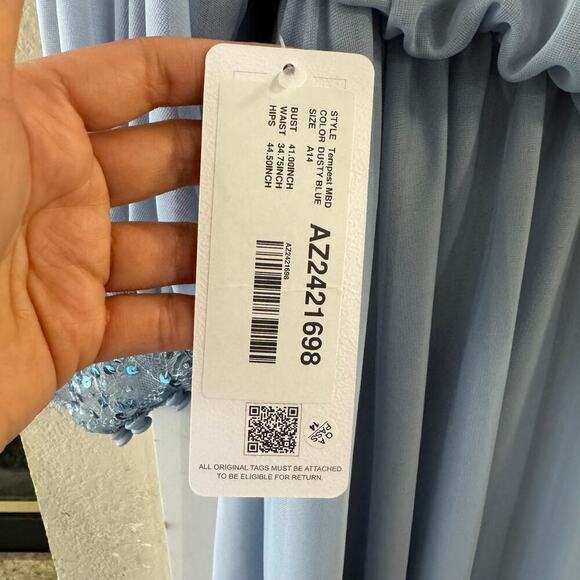 STYLE Tempest MBD
COLOR DUSTY BLUE
SIZE A14
BUST 41.00INCH
WAIST 34.75INCH
HIPS 44.50INCH
AZ2421698
AZ2421698
ALL ORIGINAL TAGS MUST BE ATTACHED
TO BE ELIGIBLE FOR RETURN.